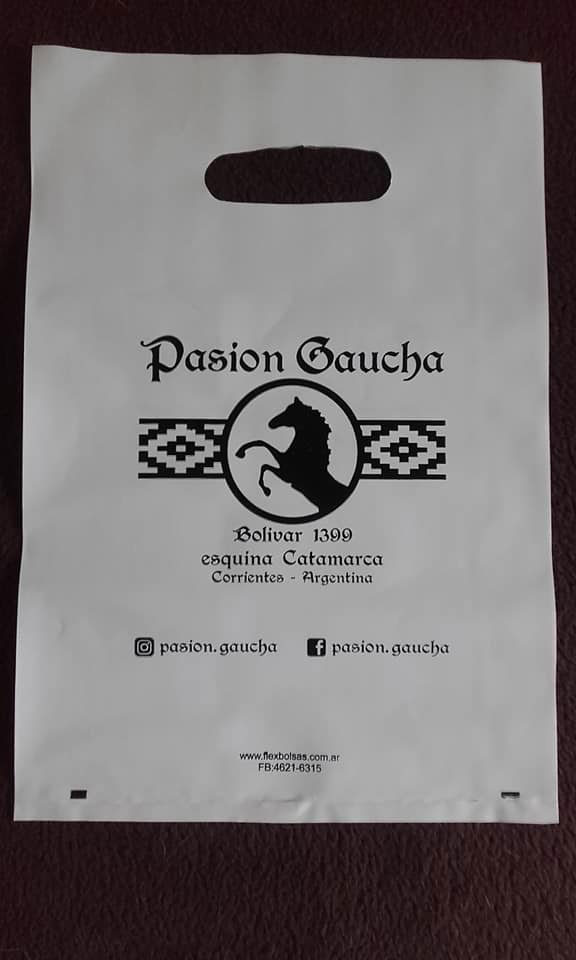 Pasion Gaucha
Bolivar 1399
esquina Catamarca
Corrientes - Argentina
pasion.gaucha pasion.gaucha
www.flexbolsas.com.ar
FB:4621-6315